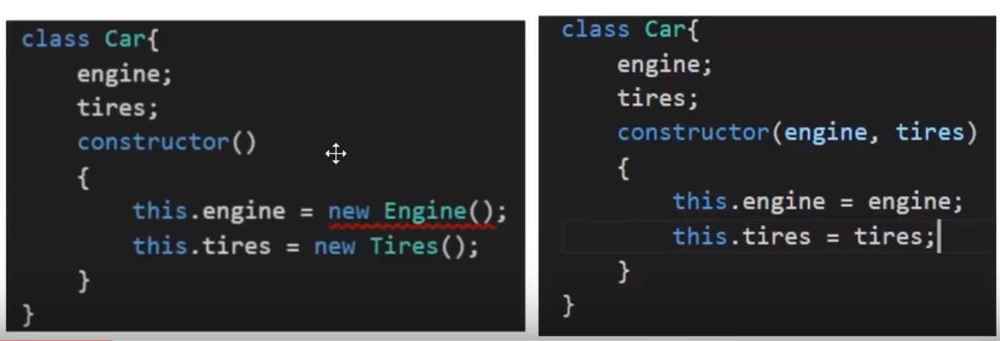 class Car{
engine;
tires;
constructor()
{
this.engine = new Engine();
this.tires = new Tires();
}
}
class Car{
engine;
tires;
constructor(engine, tires)
{
this.engine = engine;
this.tires = tires;
}
}